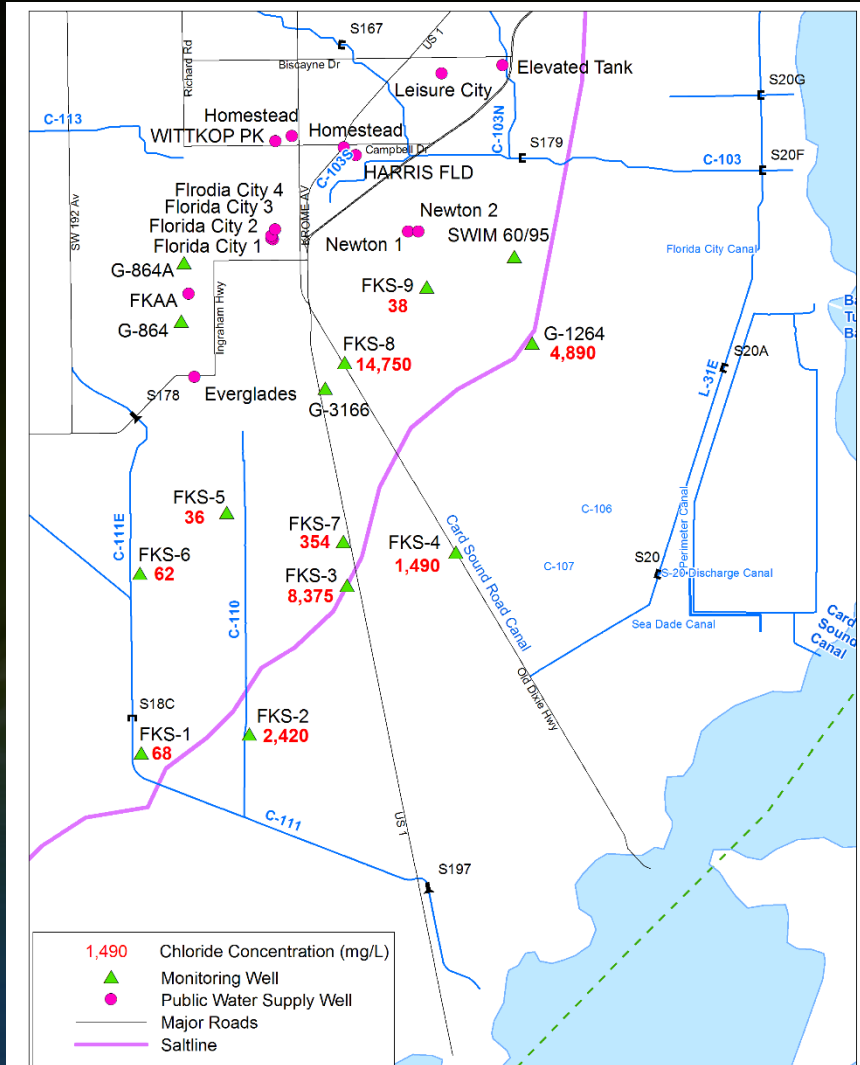 S167
US 1
Richard Rd
Biscayne Dr
Elevated Tank
Leisure City
S20G
C-113
Homestead
WITTKOP PK
Homestead
Campbell Dr
C-103N
S179
C-103
S20F
C-103S
HARRIS FLD
SW 192 Av
Flrodia City 4
Florida City 3
Florida City 2
Florida City 1
KROME AV
Newton 2
Newton 1
SWIM 60/95
Florida City Canal
G-864A
FKAA
G-864
Ingraham Hwy
FKS-9
38
Ba
Tu
Ba
G-1264
4,890
FKS-8
14,750
S20A
L-31E
S178
Everglades
G-3166
FKS-5
36
C-106
Perimeter Canal
C-111E
FKS-7
354
FKS-4
1,490
Card Sound Road Canal
C-107
S20
S-20 Discharge Canal
FKS-6
62
FKS-3
8,375
C-110
Sea Dade Canal
Card
Sound
Canal
Old Dixie Hwy
S18C
FKS-2
2,420
FKS-1
68
C-111
US 1
S197
1,490 Chloride Concentration (mg/L)
Monitoring Well
Public Water Supply Well
Major Roads
Saltline